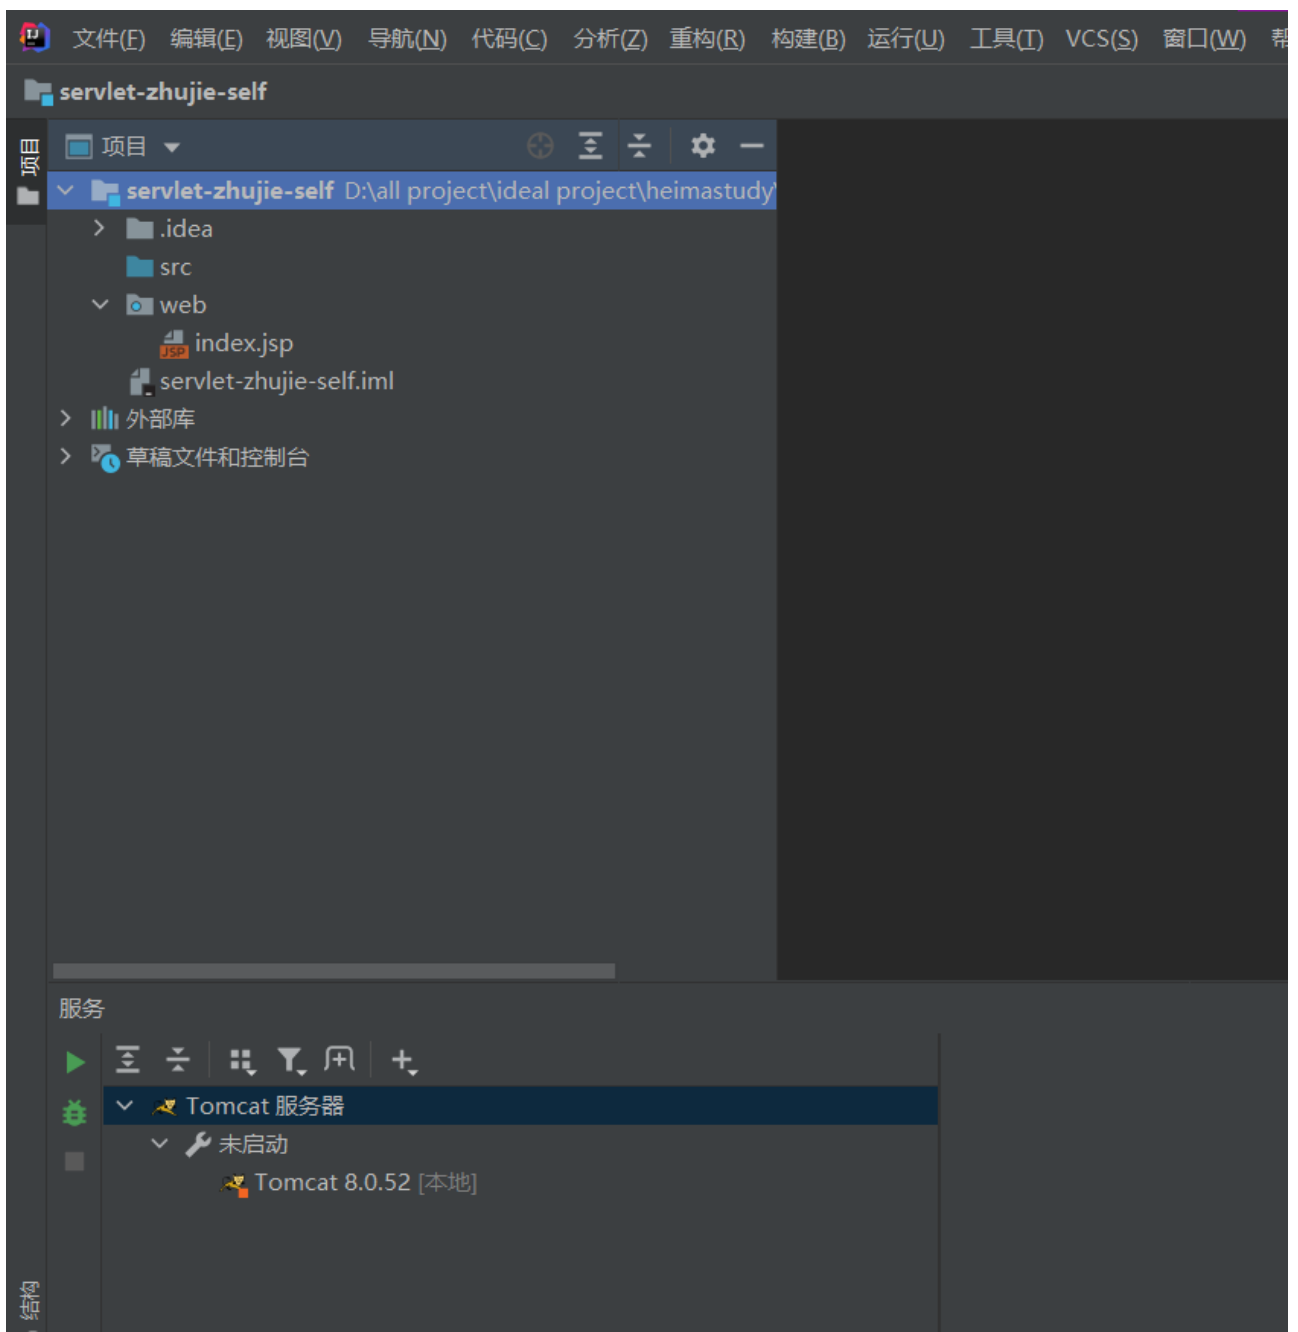 文件(F) 编辑(E) 视图(V) 导航(N) 代码(C) 分析(Z) 重构(R) 构建(B) 运行(U) 工具(T) VCS(S) 窗口(W)
servlet-zhujie-self
项目
项目
servlet-zhujie-self D:\all project\ideal project\heimastudy\
.idea
src
web
JSP index.jsp
servlet-zhujie-self.iml
外部库
草稿文件和控制台
服务
Tomcat 服务器
未启动
Tomcat 8.0.52 [本地]
结构